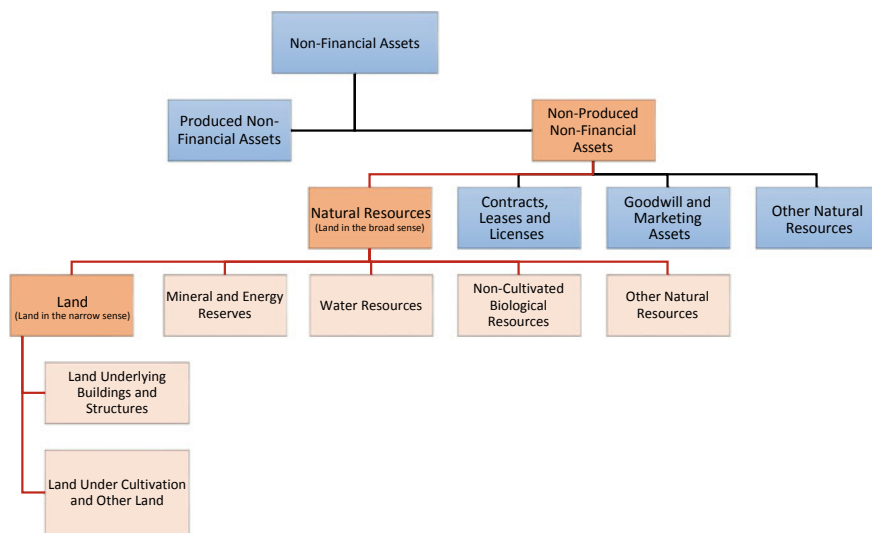 Non-Financial Assets
Produced Non-
Financial Assets
Non-Produced
Non-Financial
Assets
Natural Resources
(Land in the broad sense)
Contracts,
Leases and
Licenses
Goodwill and
Marketing
Assets
Other Natural
Resources
Land
(Land in the narrow sense)
Mineral and Energy
Reserves
Water Resources
Non-Cultivated
Biological
Resources
Other Natural
Resources
Land Underlying
Buildings and
Structures
Land Under Cultivation
and Other Land